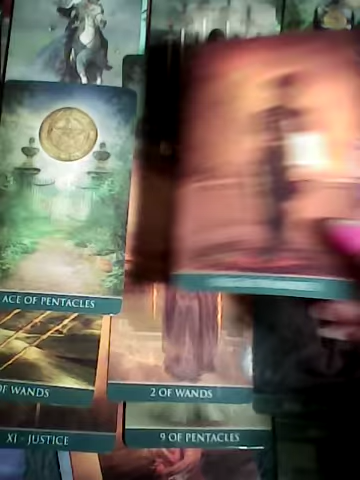 ACE OF PENTACLES
OF WANDS
2 OF WANDS
XI - JUSTICE
9 OF PENTACLES